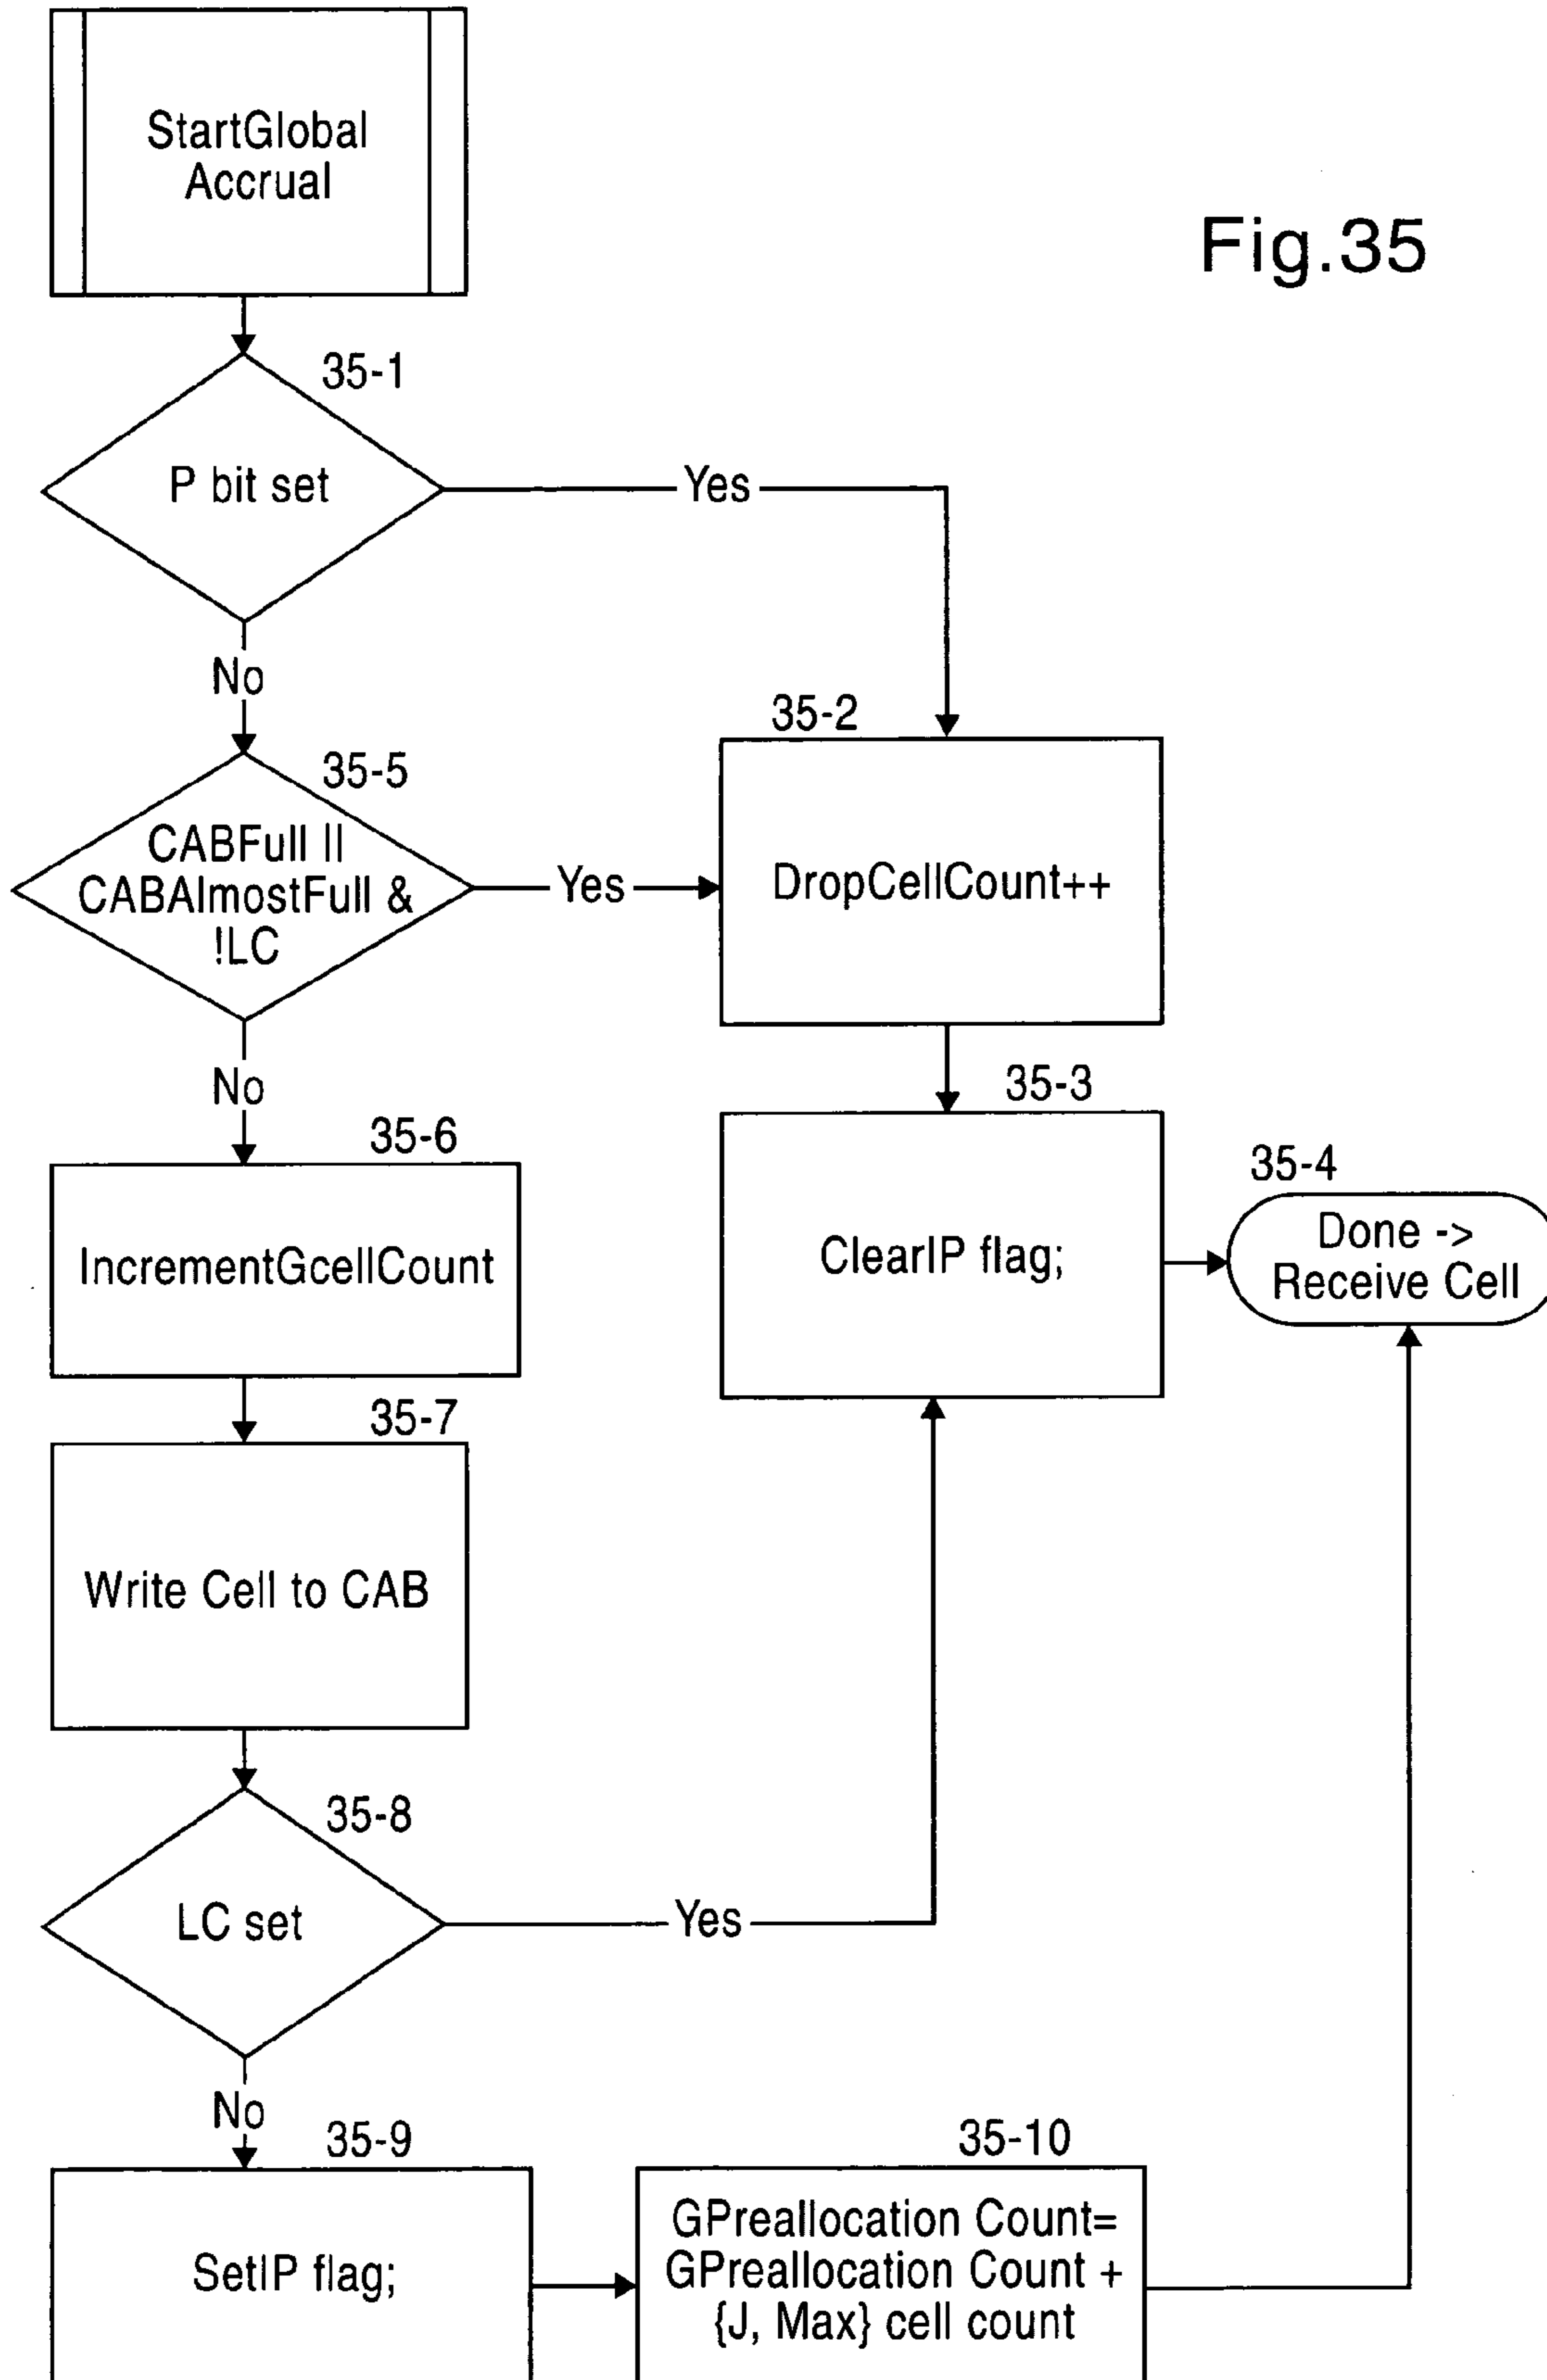 StartGlobal
Accrual
Fig.35
35-1
P bit set
Yes
No
35-2
35-5
CABFull ||
CABAlmostFull &
!LC
Yes
DropCellCount++
No
35-3
35-6
35-4
IncrementGcellCount
ClearIP flag;
Done ->
Receive Cell
35-7
Write Cell to CAB
35-8
LC set
Yes
No
35-9
35-10
SetIP flag;
GPreallocation Count=
GPreallocation Count +
{J, Max} cell count